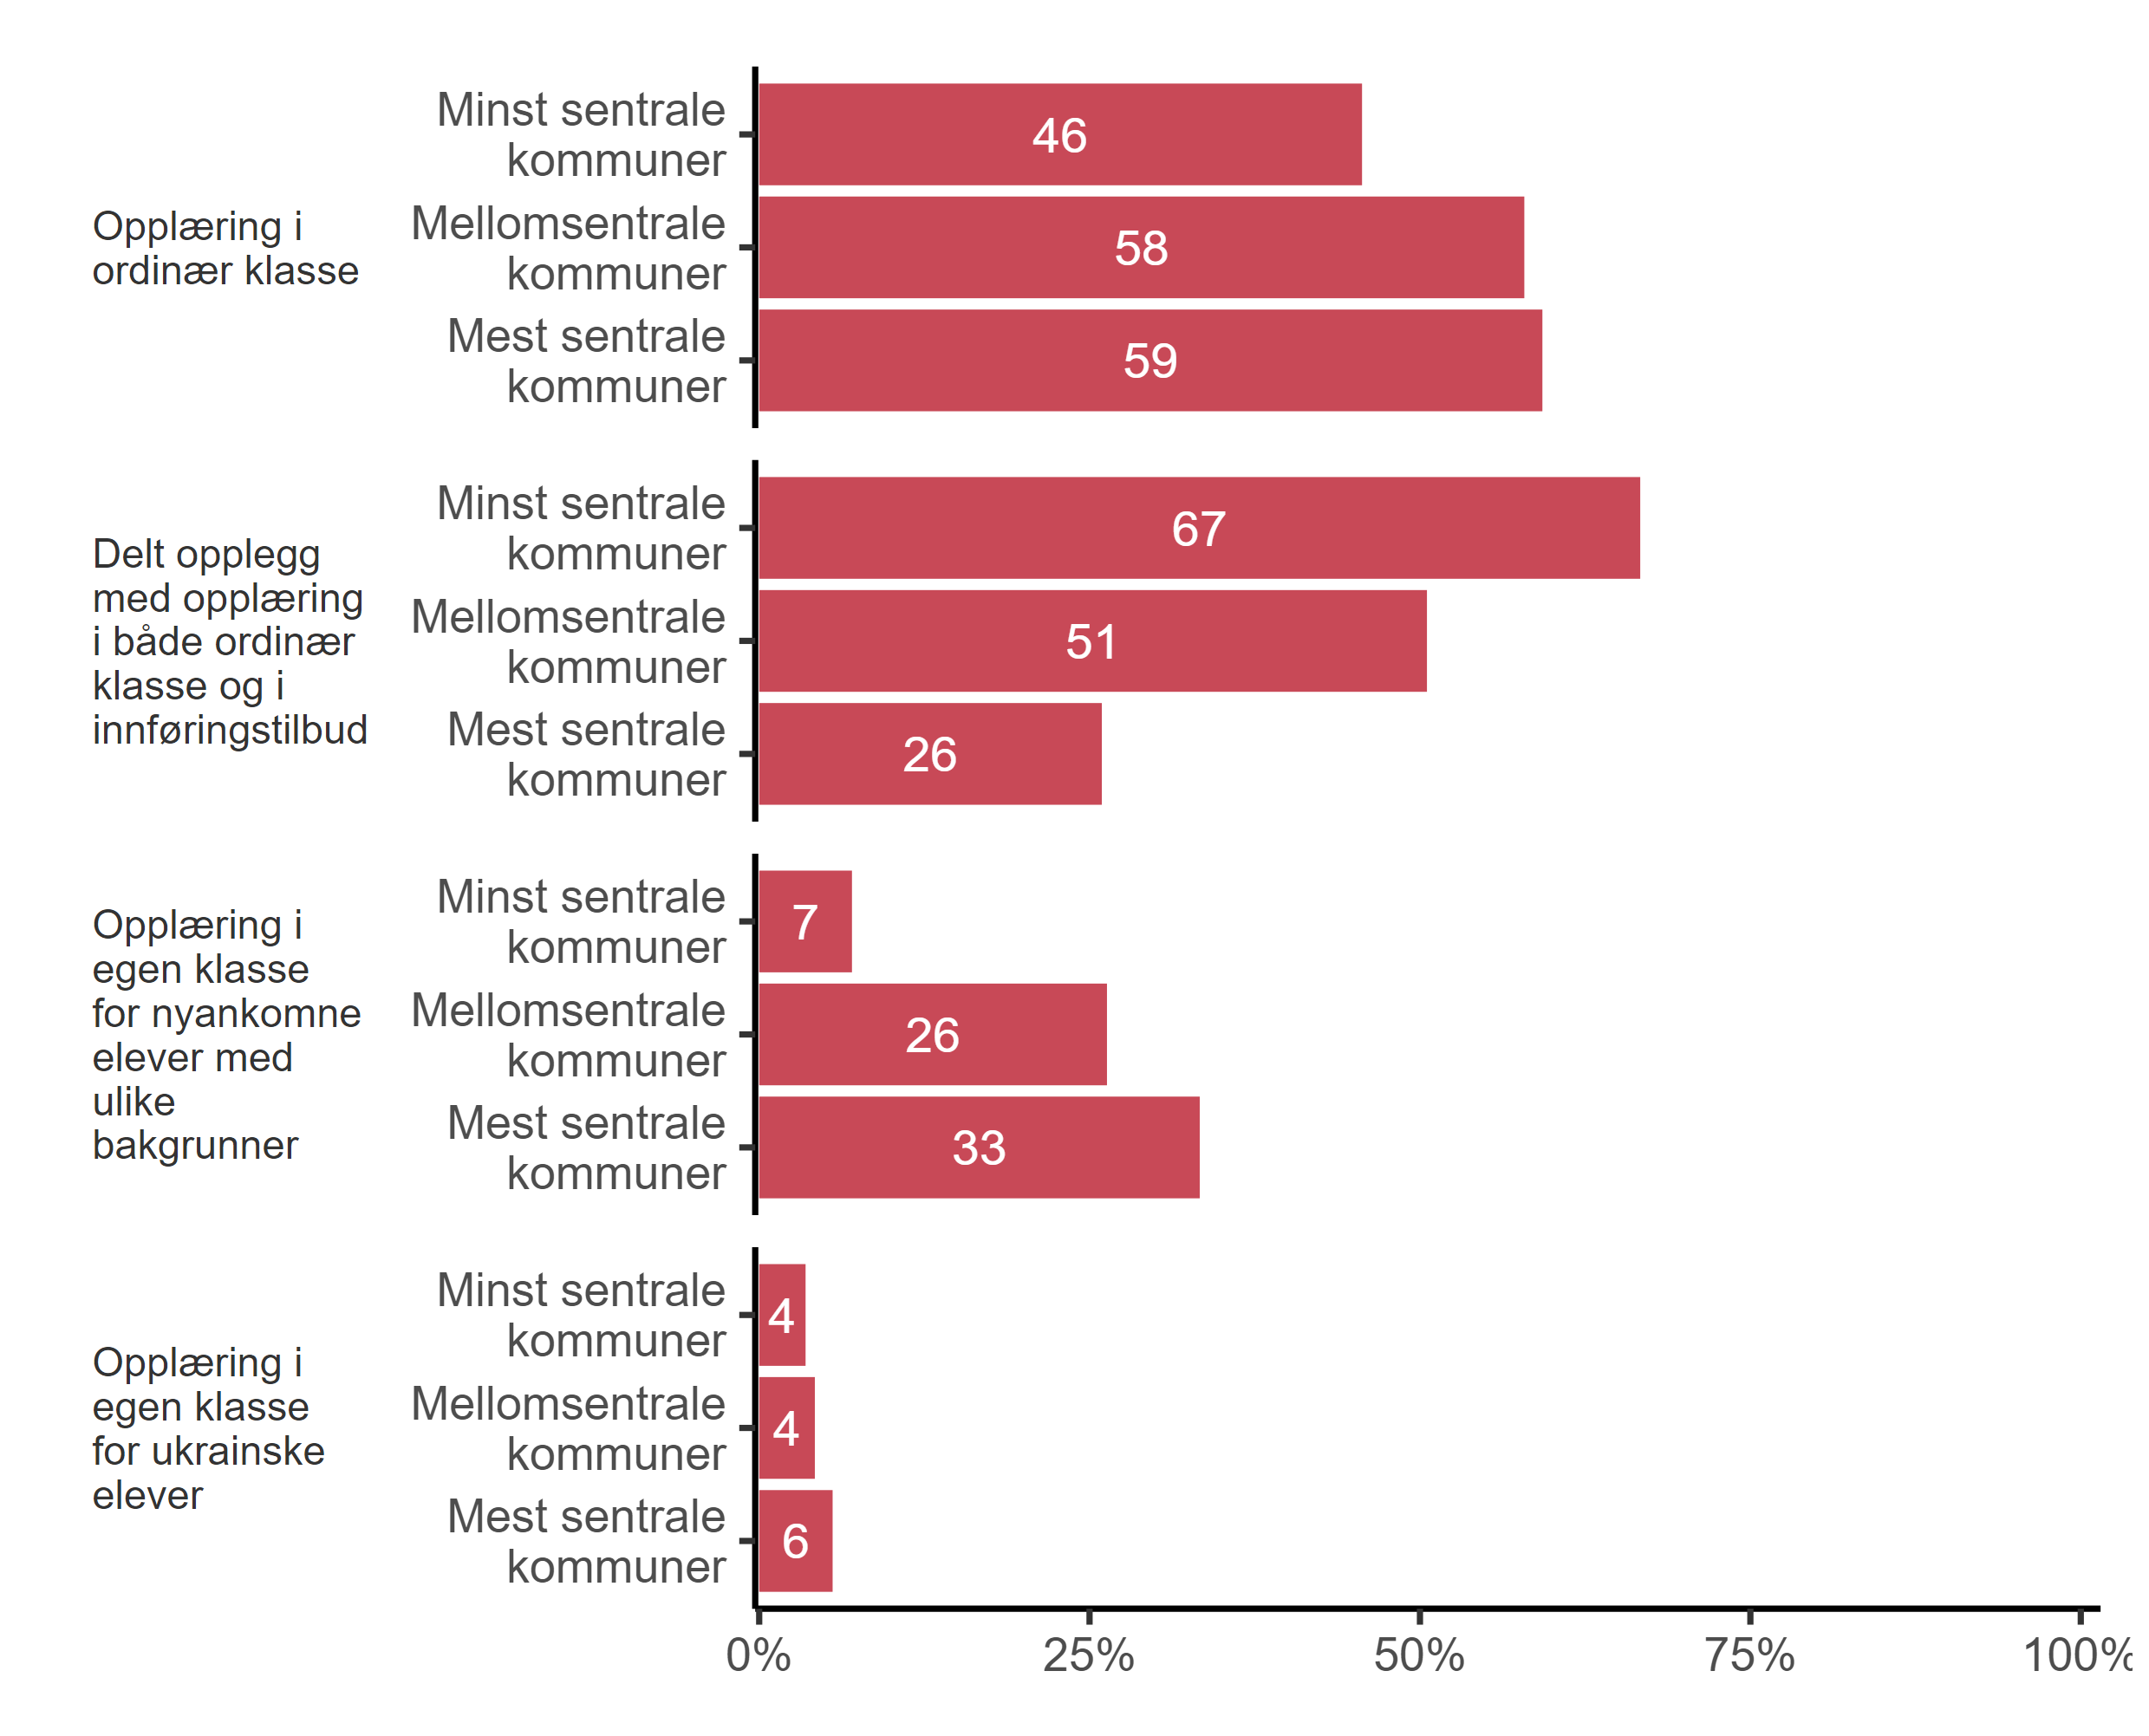 Opplæring i
ordinær klasse
Minst sentrale
kommuner
46
Mellomsentrale
kommuner
58
Mest sentrale
kommuner
59
Delt opplegg
med opplæring
i både ordinær
klasse og i
innføringstilbud
Minst sentrale
kommuner
67
Mellomsentrale
kommuner
51
Mest sentrale
kommuner
26
Opplæring i
egen klasse
for nyankomne
elever med
ulike
bakgrunner
Minst sentrale
kommuner
7
Mellomsentrale
kommuner
26
Mest sentrale
kommuner
33
Opplæring i
egen klasse
for ukrainske
elever
Minst sentrale
kommuner
4
Mellomsentrale
kommuner
4
Mest sentrale
kommuner
6
0% 25% 50% 75% 100%